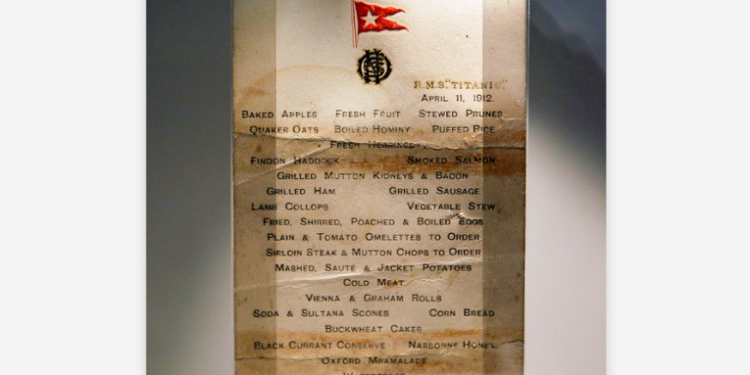 R.M.S. "TITANIC."
APRIL 11, 1912.
BAKED APPLES FRESH FRUIT STEWED PRUNES
QUAKER OATS BOILED HOMINY PUFFED RICE
FRESH HERRINGS
FINDON HADDOCK SMOKED SALMON
GRILLED MUTTON KIDNEYS & BACON
GRILLED HAM GRILLED SAUSAGE
LAMB COLLOPS VEGETABLE STEW
FRIED, SHIRRED, POACHED & BOILED EGGS
PLAIN & TOMATO OMELETTES TO ORDER
SIRLOIN STEAK & MUTTON CHOPS TO ORDER
MASHED, SAUTÉ & JACKET POTATOES
COLD MEAT
VIENNA & GRAHAM ROLLS
SODA & SULTANA SCONES CORN BREAD
BUCKWHEAT CAKES
BLACK CURRANT CONSERVE NARBONNE HONEY
OXFORD MRAMALADE